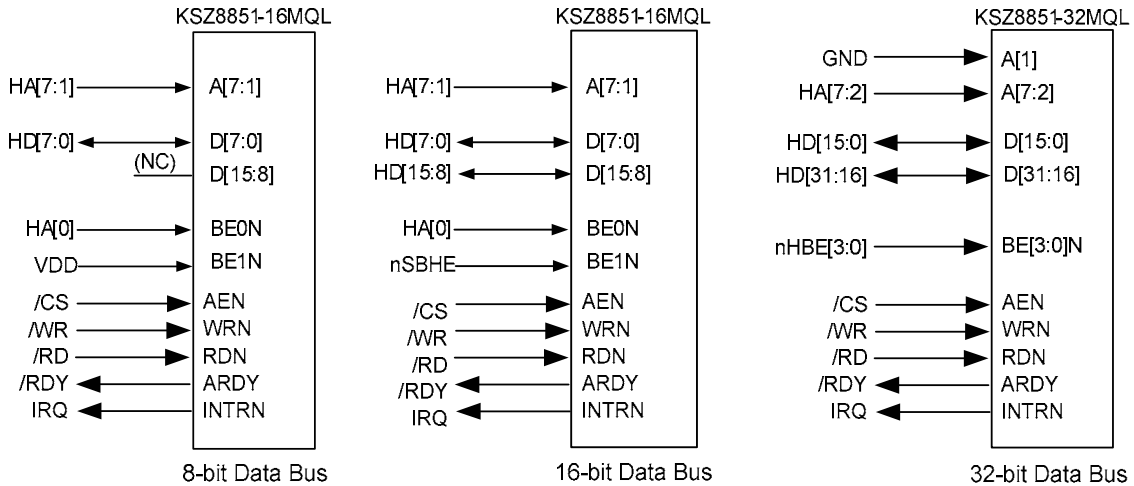 KSZ8851-16MQL
HA[7:1] A[7:1]
HD[7:0] D[7:0]
(NC) D[15:8]
HA[0] BE0N
VDD BE1N
/CS AEN
/WR WRN
/RD RDN
/RDY ARDY
IRQ INTRN
8-bit Data Bus
KSZ8851-16MQL
HA[7:1] A[7:1]
HD[7:0] D[7:0]
HD[15:8] D[15:8]
HA[0] BE0N
nSBHE BE1N
/CS AEN
/WR WRN
/RD RDN
/RDY ARDY
IRQ INTRN
16-bit Data Bus
KSZ8851-32MQL
GND A[1]
HA[7:2] A[7:2]
HD[15:0] D[15:0]
HD[31:16] D[31:16]
nHBE[3:0] BE[3:0]N
/CS AEN
/WR WRN
/RD RDN
/RDY ARDY
IRQ INTRN
32-bit Data Bus